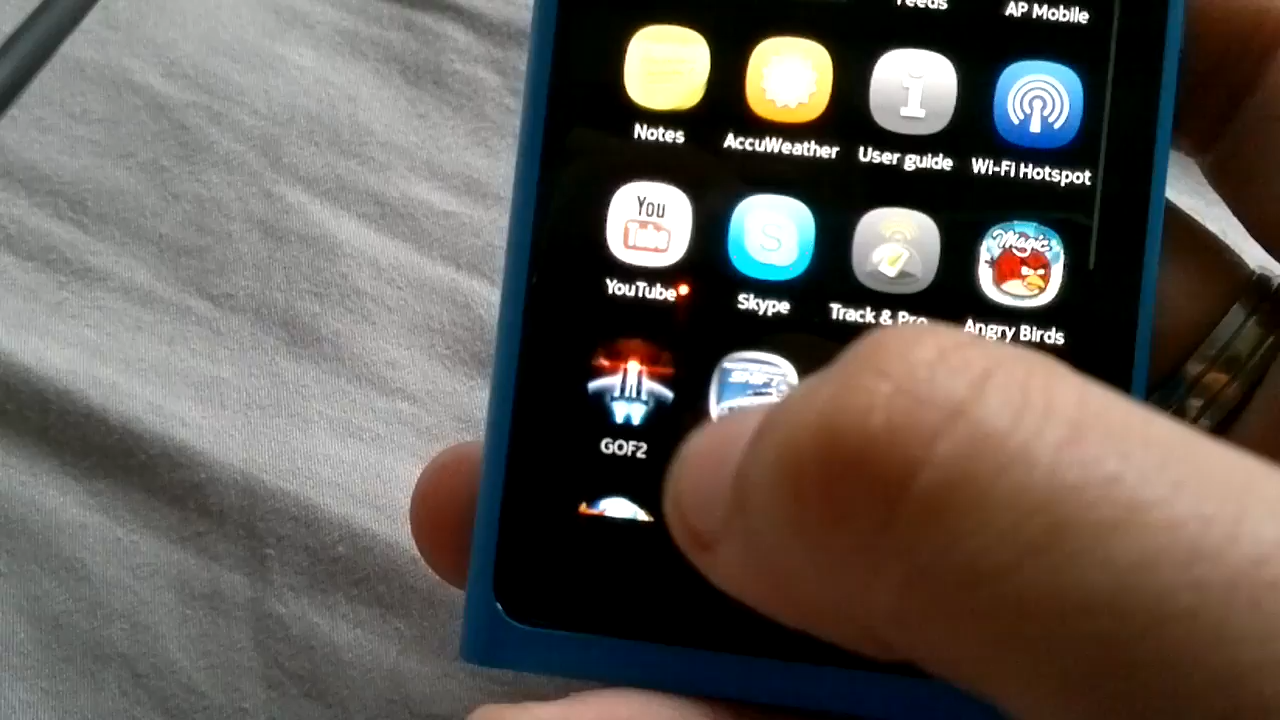 Feeds
AP Mobile
Notes
AccuWeather
User guide
Wi-Fi Hotspot
You
Tube
Magic
YouTube
Skype
Track & Pro
Angry Birds
SHIFT
GOF2